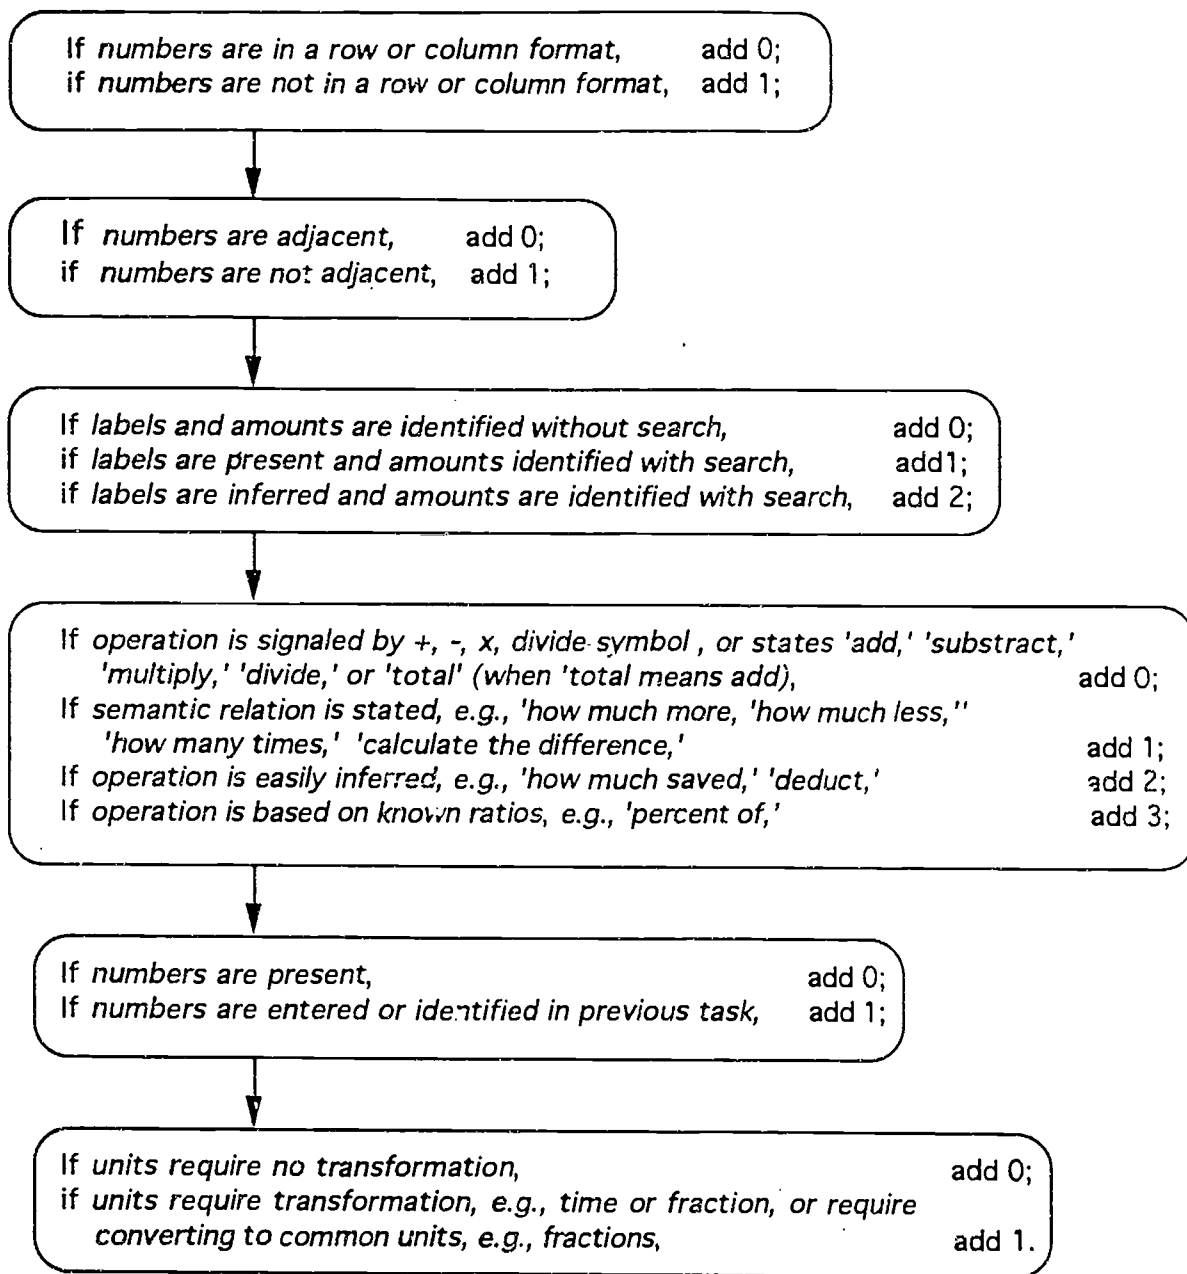 If numbers are in a row or column format, add 0;
if numbers are not in a row or column format, add 1;
If numbers are adjacent, add 0;
if numbers are not adjacent, add 1;
If labels and amounts are identified without search, add 0;
if labels are present and amounts identified with search, add1;
if labels are inferred and amounts are identified with search, add 2;
If operation is signaled by +, -, x, divide symbol, or states 'add,' 'substract,'
'multiply,' 'divide,' or 'total' (when 'total means add), add 0;
If semantic relation is stated, e.g., 'how much more, 'how much less,''
'how many times,' 'calculate the difference,' add 1;
If operation is easily inferred, e.g., 'how much saved,' 'deduct,' add 2;
If operation is based on known ratios, e.g., 'percent of,' add 3;
If numbers are present, add 0;
If numbers are entered or identified in previous task, add 1;
If units require no transformation, add 0;
if units require transformation, e.g., time or fraction, or require
converting to common units, e.g., fractions, add 1.